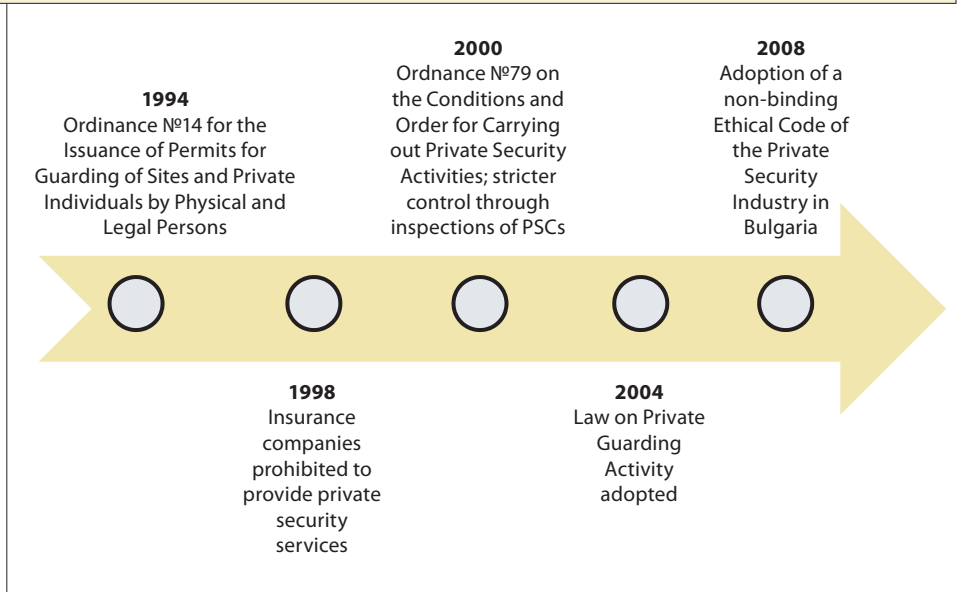 1994
Ordinance №14 for the
Issuance of Permits for
Guarding of Sites and Private
Individuals by Physical and
Legal Persons
1998
Insurance
companies
prohibited to
provide private
security
services
2000
Ordnance №79 on
the Conditions and
Order for Carrying
out Private Security
Activities; stricter
control through
inspections of PSCs
2004
Law on Private
Guarding
Activity
adopted
2008
Adoption of a
non-binding
Ethical Code of
the Private
Security
Industry in
Bulgaria